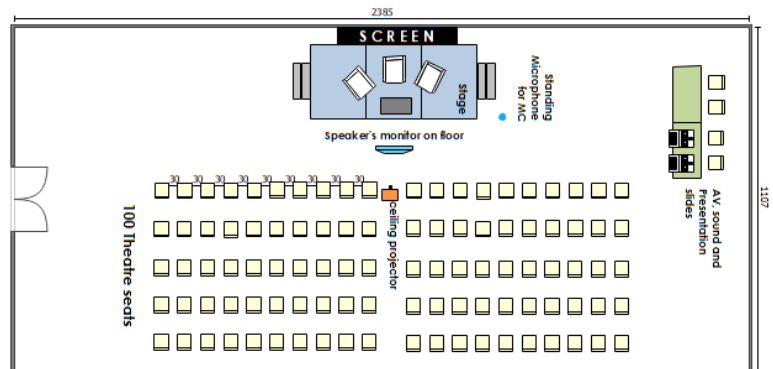 2385
SCREEN
Stage
Standing
Microphone
for MC
Speaker's monitor on floor
30 30 30 30 30 30 30 30 30
ceiling projector
100 Theatre seats
AV, sound and
Presentation
slides
1107